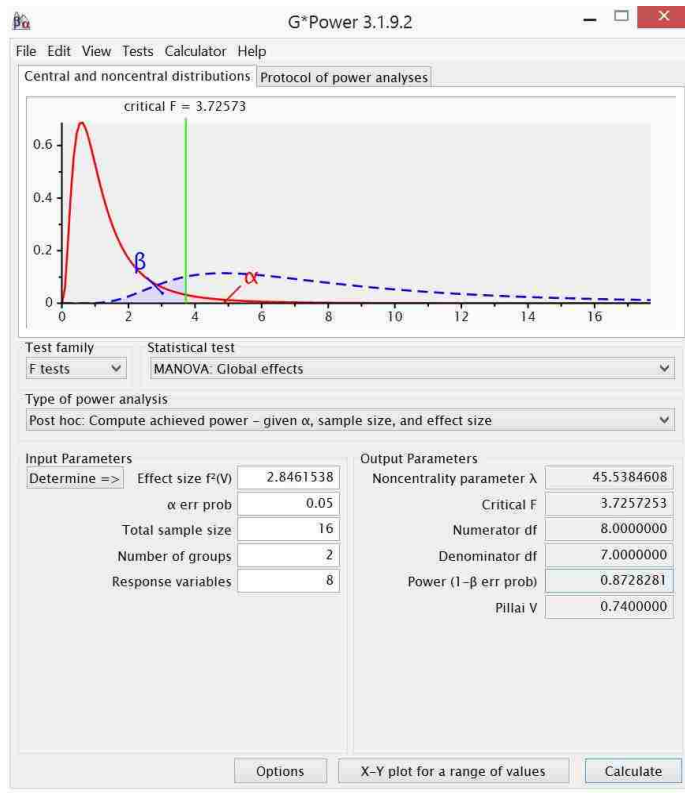 βα
G*Power 3.1.9.2
File Edit View Tests Calculator Help
Central and noncentral distributions Protocol of power analyses
critical F = 3.72573
0.6
0.4
0.2
0
β
α
0 2 4 6 8 10 12 14 16
Test family Statistical test
F tests MANOVA: Global effects
Type of power analysis
Post hoc: Compute achieved power – given α, sample size, and effect size
Input Parameters Output Parameters
Determine => Effect size f²(V) 2.8461538 Noncentrality parameter λ 45.5384608
α err prob 0.05 Critical F 3.7257253
Total sample size 16 Numerator df 8.0000000
Number of groups 2 Denominator df 7.0000000
Response variables 8 Power (1–β err prob) 0.8728281
Pillai V 0.7400000
Options X–Y plot for a range of values Calculate